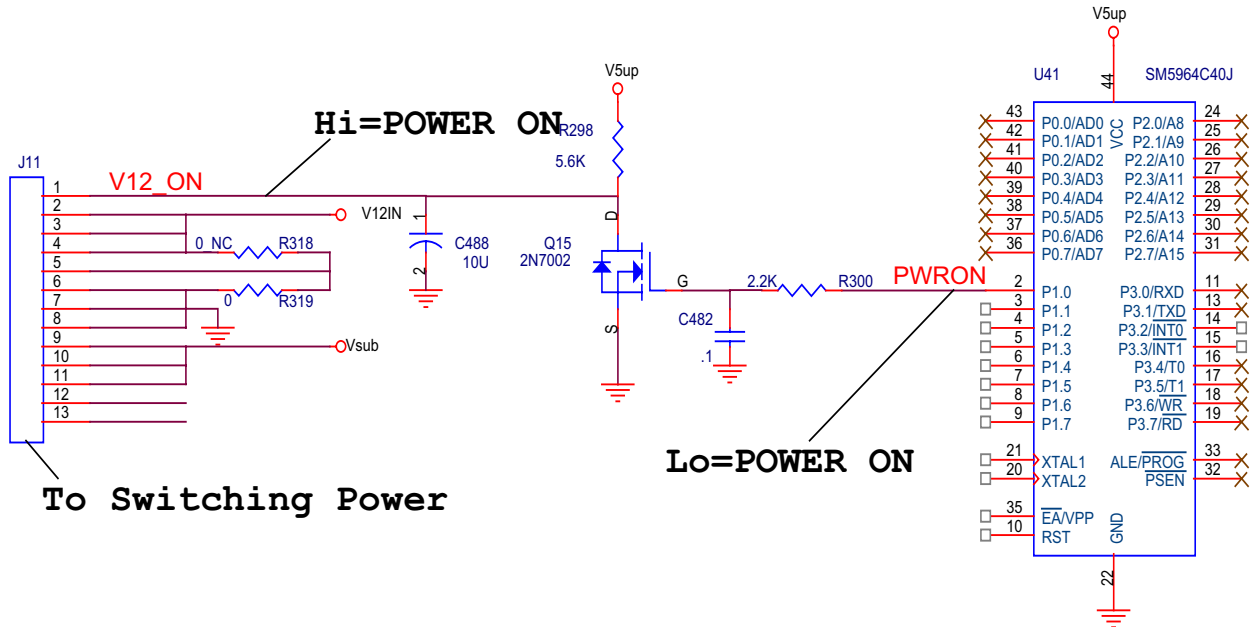 V5up
U41
SM5964C40J
44
VCC
V5up
Hi=POWER ON
R298
5.6K
J11
V12_ON
1
2
3
4
5
6
7
8
9
10
11
12
13
V12IN
0_NC
R318
0
R319
Vsub
1
C488
10U
2
D
Q15
2N7002
G
S
2.2K
R300
PWRON
C482
.1
Lo=POWER ON
To Switching Power
43 P0.0/AD0 P2.0/A8 24
42 P0.1/AD1 P2.1/A9 25
41 P0.2/AD2 P2.2/A10 26
40 P0.3/AD3 P2.3/A11 27
39 P0.4/AD4 P2.4/A12 28
38 P0.5/AD5 P2.5/A13 29
37 P0.6/AD6 P2.6/A14 30
36 P0.7/AD7 P2.7/A15 31
2 P1.0 P3.0/RXD 11
3 P1.1 P3.1/TXD 13
4 P1.2 P3.2/INT0 14
5 P1.3 P3.3/INT1 15
6 P1.4 P3.4/T0 16
7 P1.5 P3.5/T1 17
8 P1.6 P3.6/WR 18
9 P1.7 P3.7/RD 19
21 XTAL1 ALE/PROG 33
20 XTAL2 PSEN 32
35 EA/VPP
10 RST
GND
22